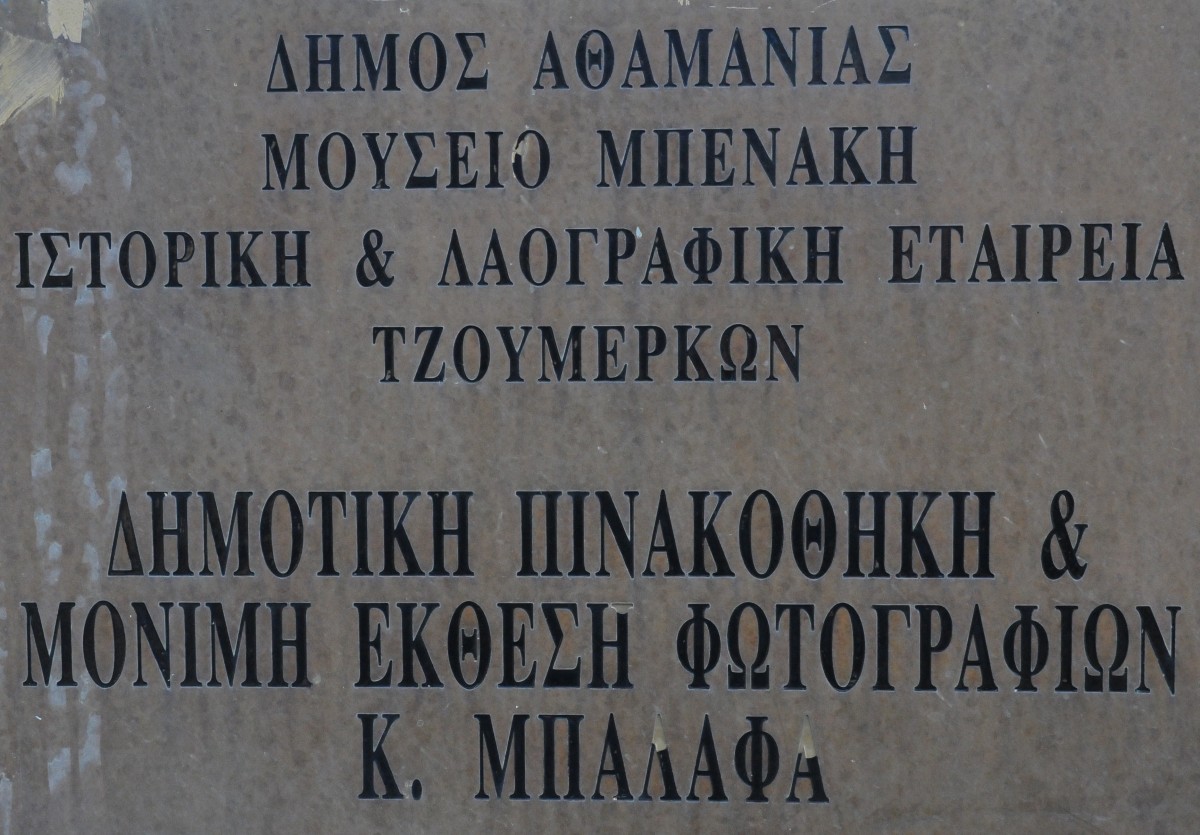 ΔΗΜΟΣ ΑΘΑΜΑΝΙΑΣ
ΜΟΥΣΕΙΟ ΜΠΕΝΑΚΗ
ΙΣΤΟΡΙΚΗ & ΛΑΟΓΡΑΦΙΚΗ ΕΤΑΙΡΕΙΑ
ΤΖΟΥΜΕΡΚΩΝ
ΔΗΜΟΤΙΚΗ ΠΙΝΑΚΟΘΗΚΗ &
ΜΟΝΙΜΗ ΕΚΘΕΣΗ ΦΩΤΟΓΡΑΦΙΩΝ
Κ. ΜΠΑΛΑΦΑ